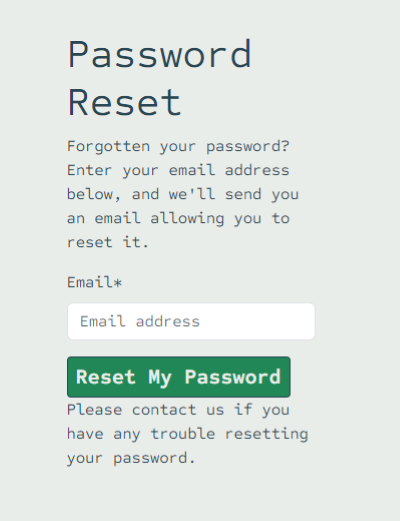 Password
Reset
Forgotten your password?
Enter your email address
below, and we'll send you
an email allowing you to
reset it.
Email*
Email address
Reset My Password
Please contact us if you
have any trouble resetting
your password.